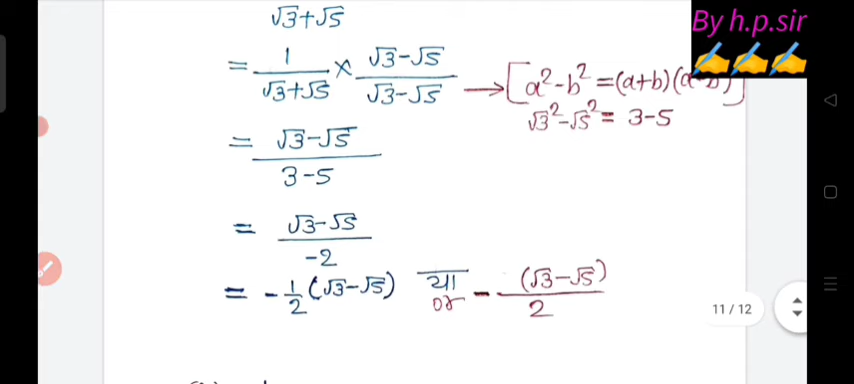 √3+√5
By h.p.sir
= 1/(√3+√5) × (√3-√5)/(√3-√5) → [a²-b²=(a+b)(a-b)]
√3²-√5²= 3-5
= (√3-√5)/(3-5)
= (√3-√5)/-2
= -1/2 (√3-√5) या - (√3-√5)/2
or
11 / 12